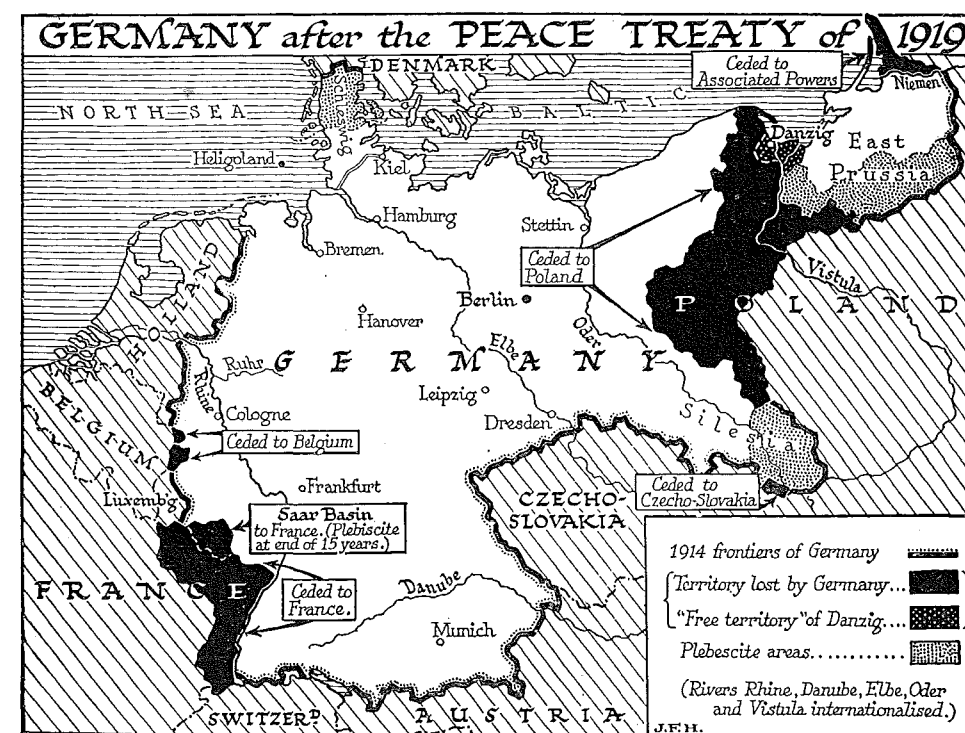 GERMANY after the PEACE TREATY of 1919
DENMARK
Ceded to
Associated Powers
Niemen
NORTH SEA
BALTIC
Schleswig
Danzig
East
Prussia
Heligoland
Kiel
Hamburg
Stettin
Bremen
Ceded to
Poland
Vistula
HOLLAND
Berlin
POLAND
Hanover
Oder
Elbe
Ruhr
GERMANY
Rhine
Leipzig
BELGIUM
Cologne
Dresden
Silesia
Ceded to Belgium
Ceded to
Czecho-Slovakia
Frankfurt
CZECHO-
SLOVAKIA
Luxemb'g
Saar Basin
to France. (Plebiscite
at end of 15 years.)
FRANCE
Ceded to
France.
Danube
Munich
SWITZERD
AUSTRIA
1914 frontiers of Germany
Territory lost by Germany...
"Free territory" of Danzig....
Plebescite areas...........
(Rivers Rhine, Danube, Elbe, Oder
and Vistula internationalised.)
J.F.H.